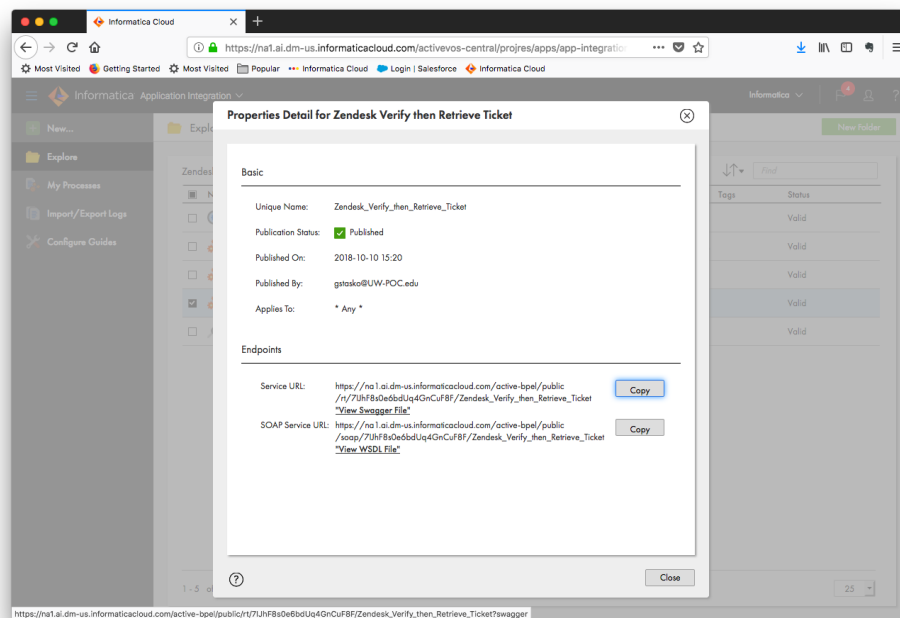 Informatica Cloud
https://na1.ai.dm-us.informaticacloud.com/activevos-central/projres/apps/app-integration
Most Visited Getting Started Most Visited Popular Informatica Cloud Login | Salesforce Informatica Cloud
Informatica Application Integration Informatica 4
New...
Explore
My Processes
Import/Export Logs
Configure Guides
New Folder
Find
Tags Status
Valid
Valid
Valid
Valid
Valid
Properties Detail for Zendesk Verify then Retrieve Ticket
Basic
Unique Name: Zendesk_Verify_then_Retrieve_Ticket
Publication Status: Published
Published On: 2018-10-10 15:20
Published By: gstasko@UW-POC.edu
Applies To: * Any *
Endpoints
Service URL: https://na1.ai.dm-us.informaticacloud.com/active-bpel/public
/rt/7IJhF8s0e6bdUq4GnCuF8F/Zendesk_Verify_then_Retrieve_Ticket
Copy
"View Swagger File"
SOAP Service URL: https://na1.ai.dm-us.informaticacloud.com/active-bpel/public
/soap/7IJhF8s0e6bdUq4GnCuF8F/Zendesk_Verify_then_Retrieve_Ticket
Copy
"View WSDL File"
?
Close
1 - 5 25
https://na1.ai.dm-us.informaticacloud.com/active-bpel/public/rt/7IJhF8s0e6bdUq4GnCuF8F/Zendesk_Verify_then_Retrieve_Ticket?swagger